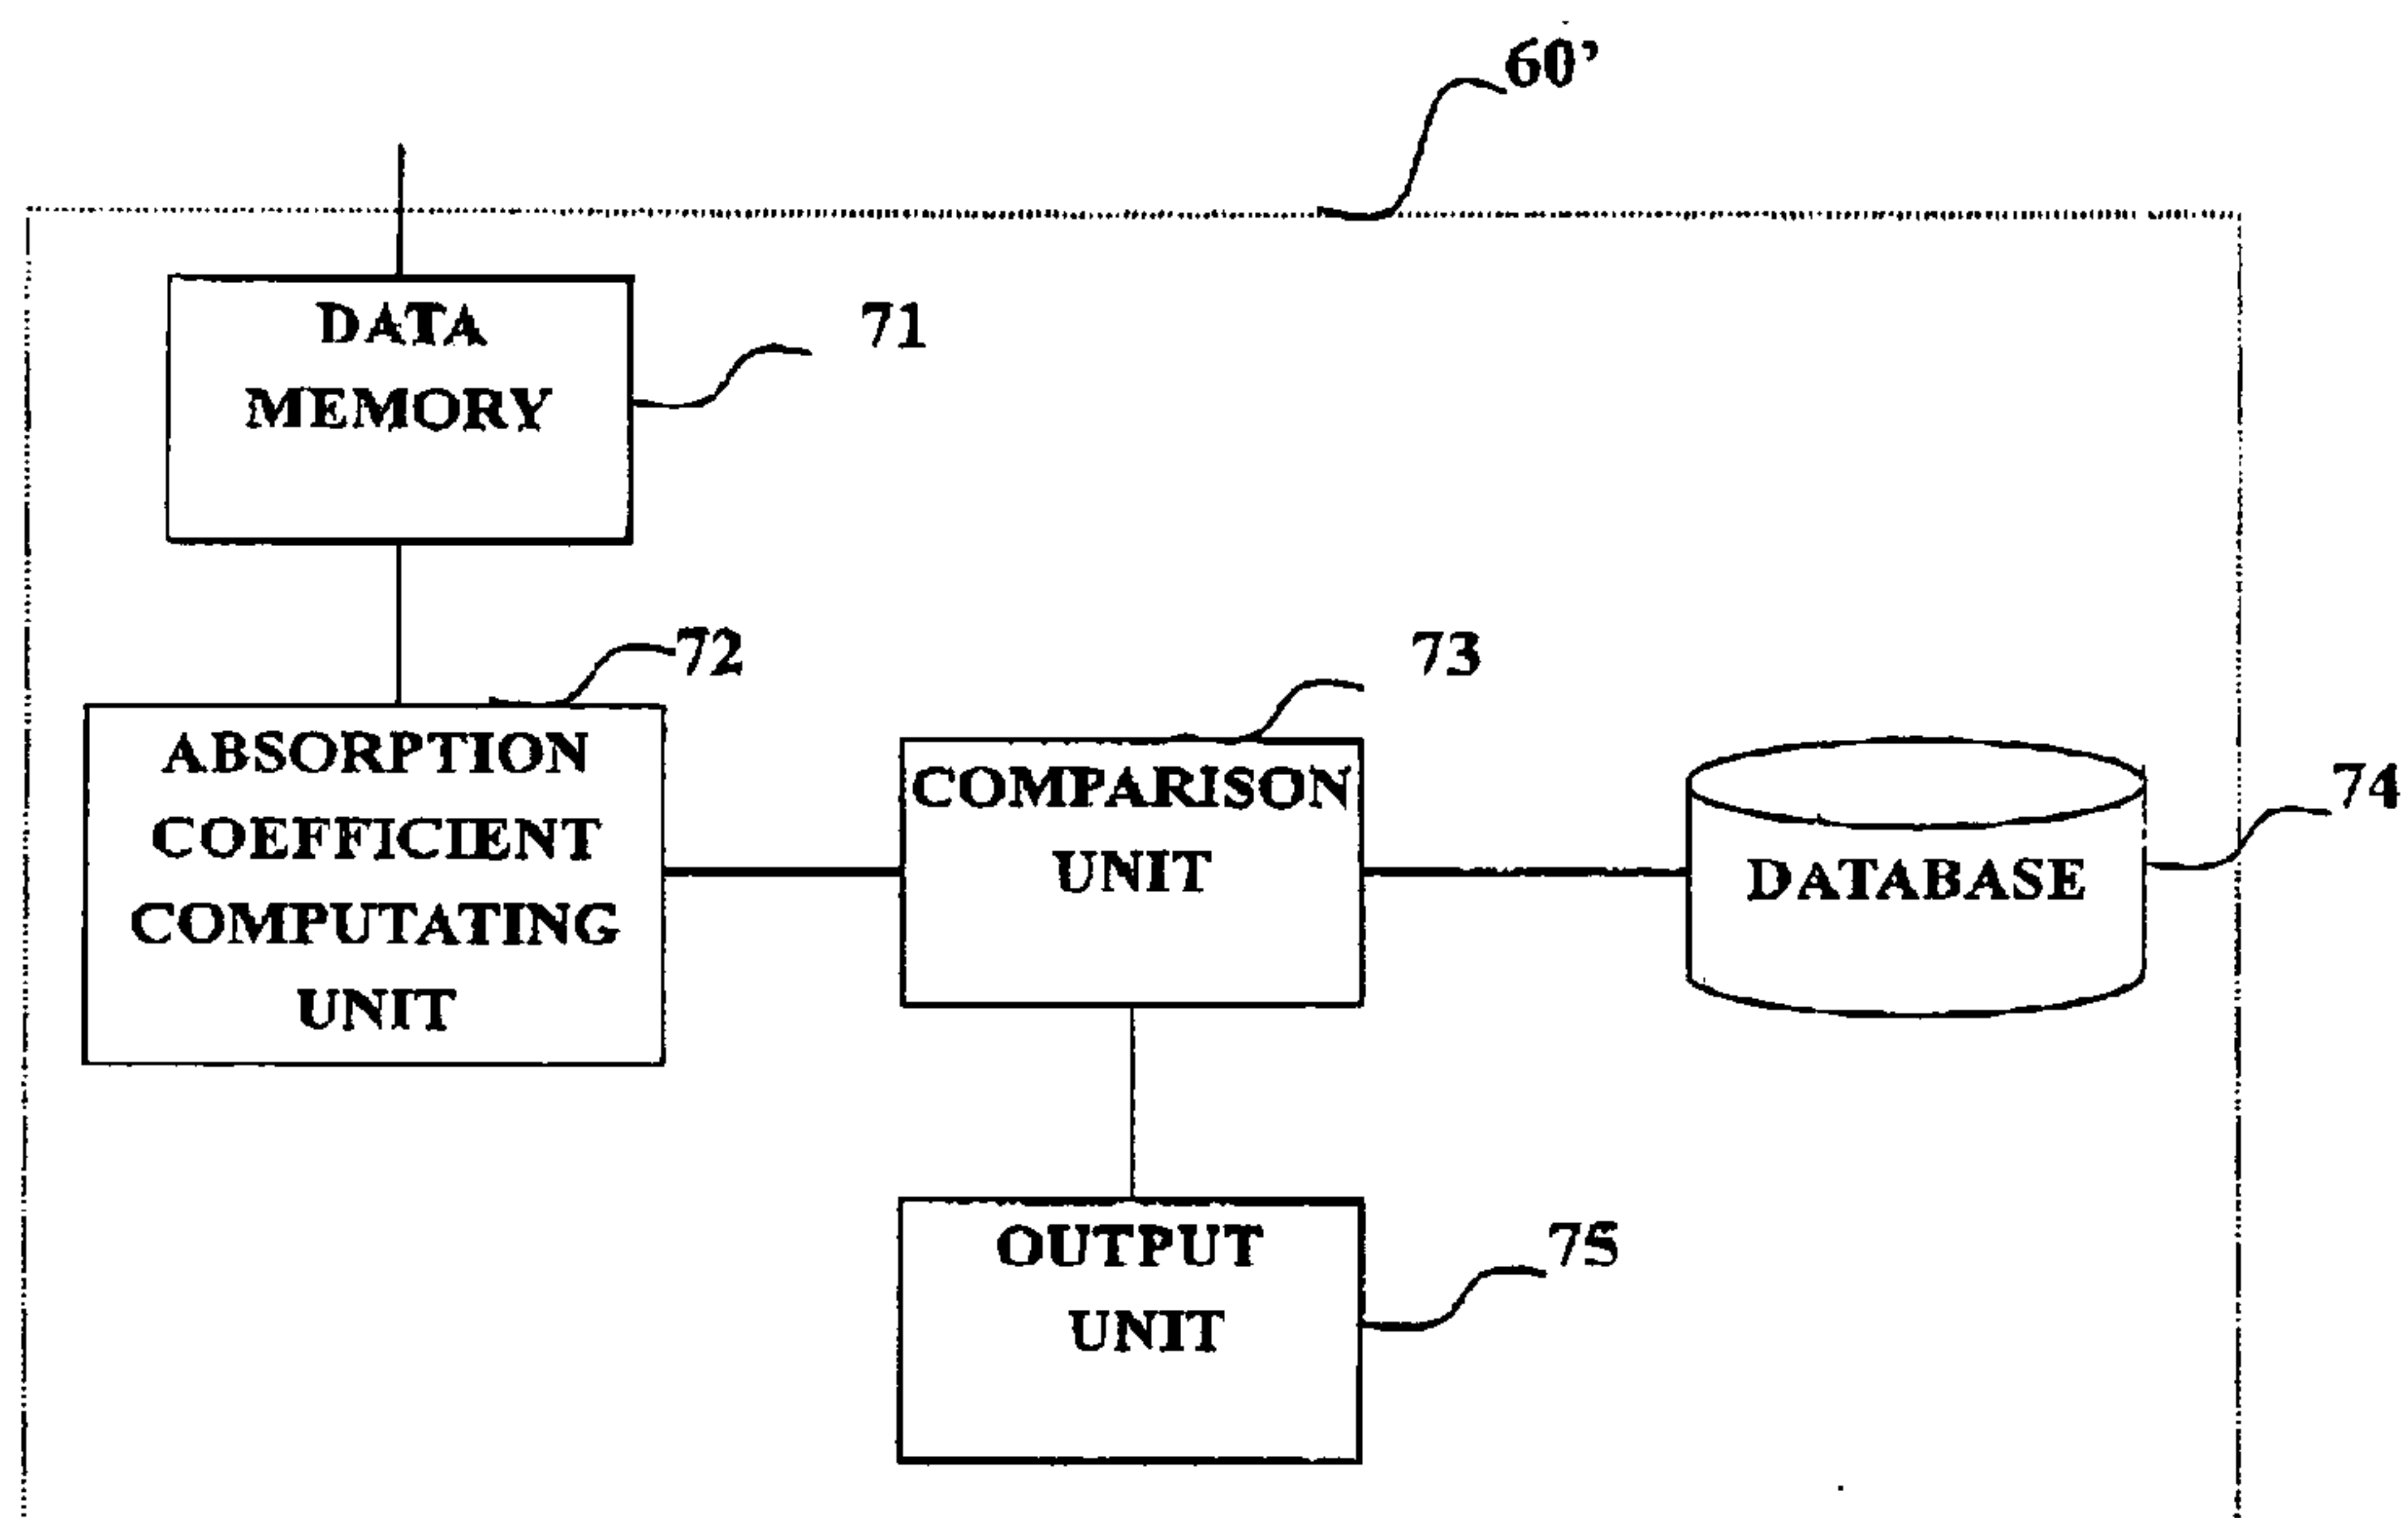 60’
DATA
MEMORY
71
72
ABSORPTION
COEFFICIENT
COMPUTATING
UNIT
73
COMPARISON
UNIT
74
DATABASE
OUTPUT
UNIT
75